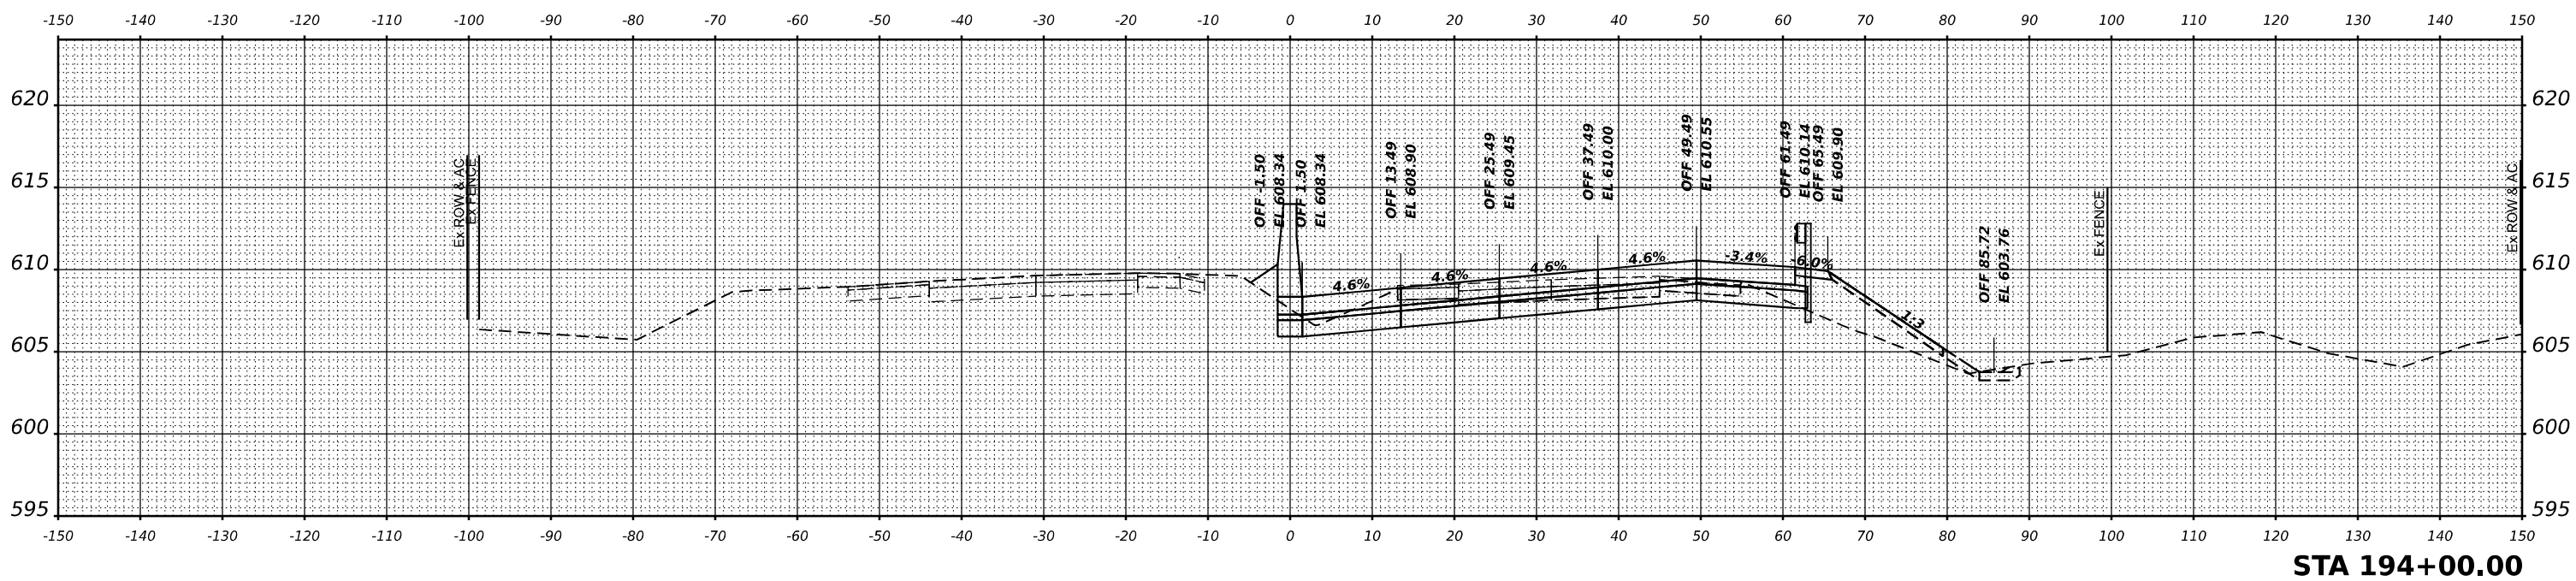 -150 -140 -130 -120 -110 -100 -90 -80 -70 -60 -50 -40 -30 -20 -10 0 10 20 30 40 50 60 70 80 90 100 110 120 130 140 150
620 620
615 615
610 610
605 605
600 600
595 595
Ex ROW & AC
Ex FENCE
OFF -1.50
EL 608.34
OFF 1.50
EL 608.34
OFF 13.49
EL 608.90
OFF 25.49
EL 609.45
OFF 37.49
EL 610.00
OFF 49.49
EL 610.55
OFF 61.49
EL 610.14
OFF 65.49
EL 609.90
OFF 85.72
EL 603.76
Ex FENCE
Ex ROW & AC
4.6%
4.6%
4.6%
4.6%
-3.4%
-6.0%
1:3
-150 -140 -130 -120 -110 -100 -90 -80 -70 -60 -50 -40 -30 -20 -10 0 10 20 30 40 50 60 70 80 90 100 110 120 130 140 150
STA 194+00.00